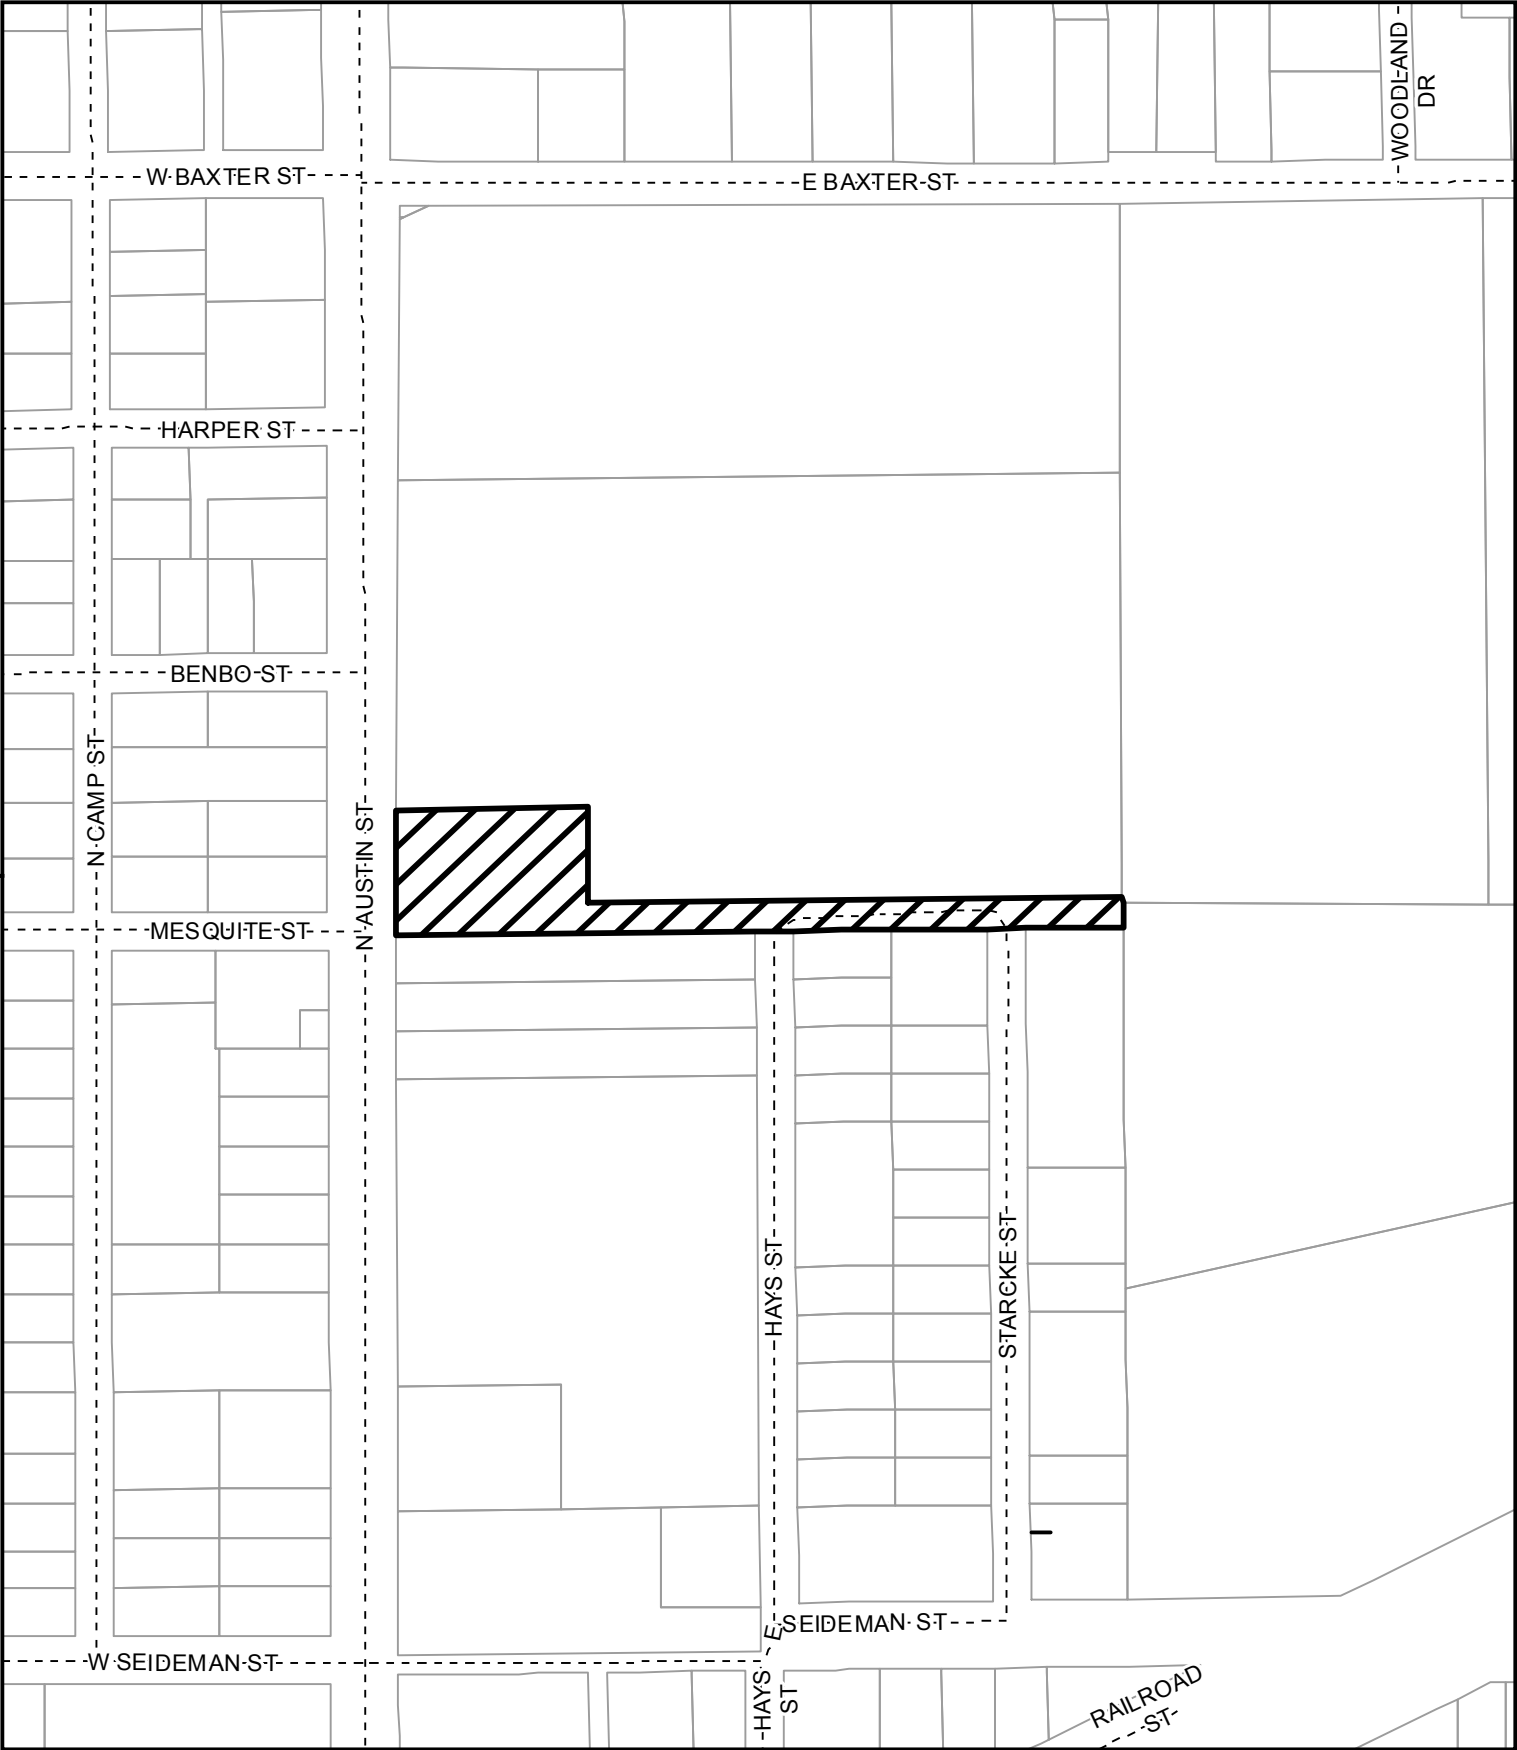 WOODLAND
DR
W BAXTER ST
E BAXTER ST
HARPER ST
BENBO ST
N CAMP ST
N AUSTIN ST
MESQUITE ST
HAYS ST
STARCKE ST
E SEIDEMAN ST
W SEIDEMAN ST
HAYS
ST
RAILROAD
ST